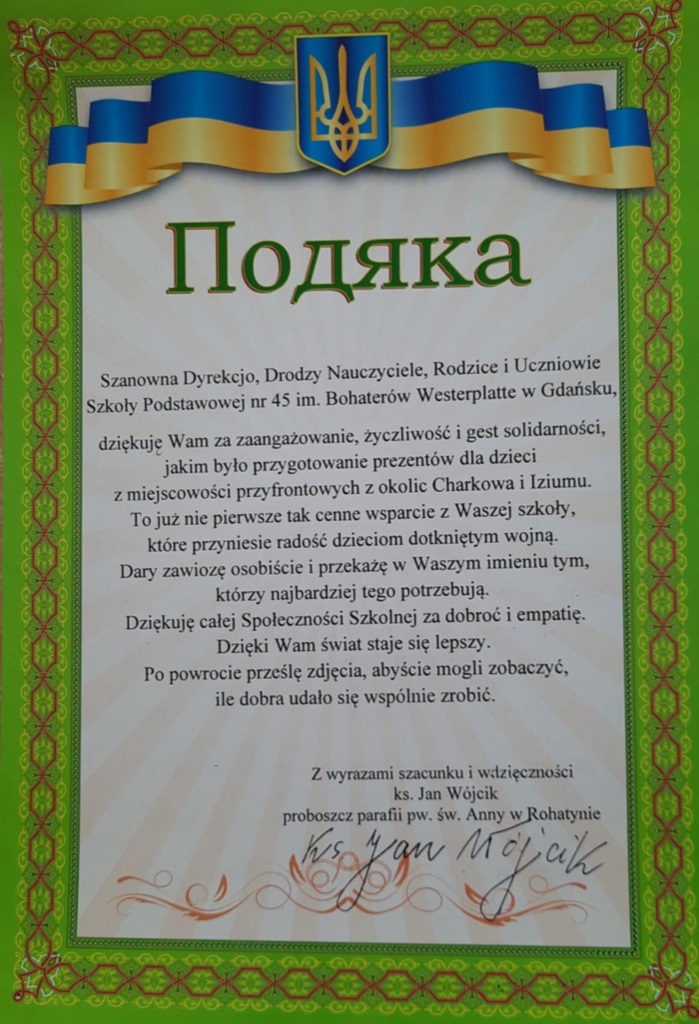 Подяка
Szanowna Dyrekcjo, Drodzy Nauczyciele, Rodzice i Uczniowie
Szkoły Podstawowej nr 45 im. Bohaterów Westerplatte w Gdańsku,
dziękuję Wam za zaangażowanie, życzliwość i gest solidarności,
jakim było przygotowanie prezentów dla dzieci
z miejscowości przyfrontowych z okolic Charkowa i Iziumu.
To już nie pierwsze tak cenne wsparcie z Waszej szkoły,
które przyniesie radość dzieciom dotkniętym wojną.
Dary zawiozę osobiście i przekażę w Waszym imieniu tym,
którzy najbardziej tego potrzebują.
Dziękuję całej Społeczności Szkolnej za dobroć i empatię.
Dzięki Wam świat staje się lepszy.
Po powrocie prześlę zdjęcia, abyście mogli zobaczyć,
ile dobra udało się wspólnie zrobić.
Z wyrazami szacunku i wdzięczności
ks. Jan Wójcik
proboszcz parafii pw. św. Anny w Rohatynie
Ks. Jan Wójcik